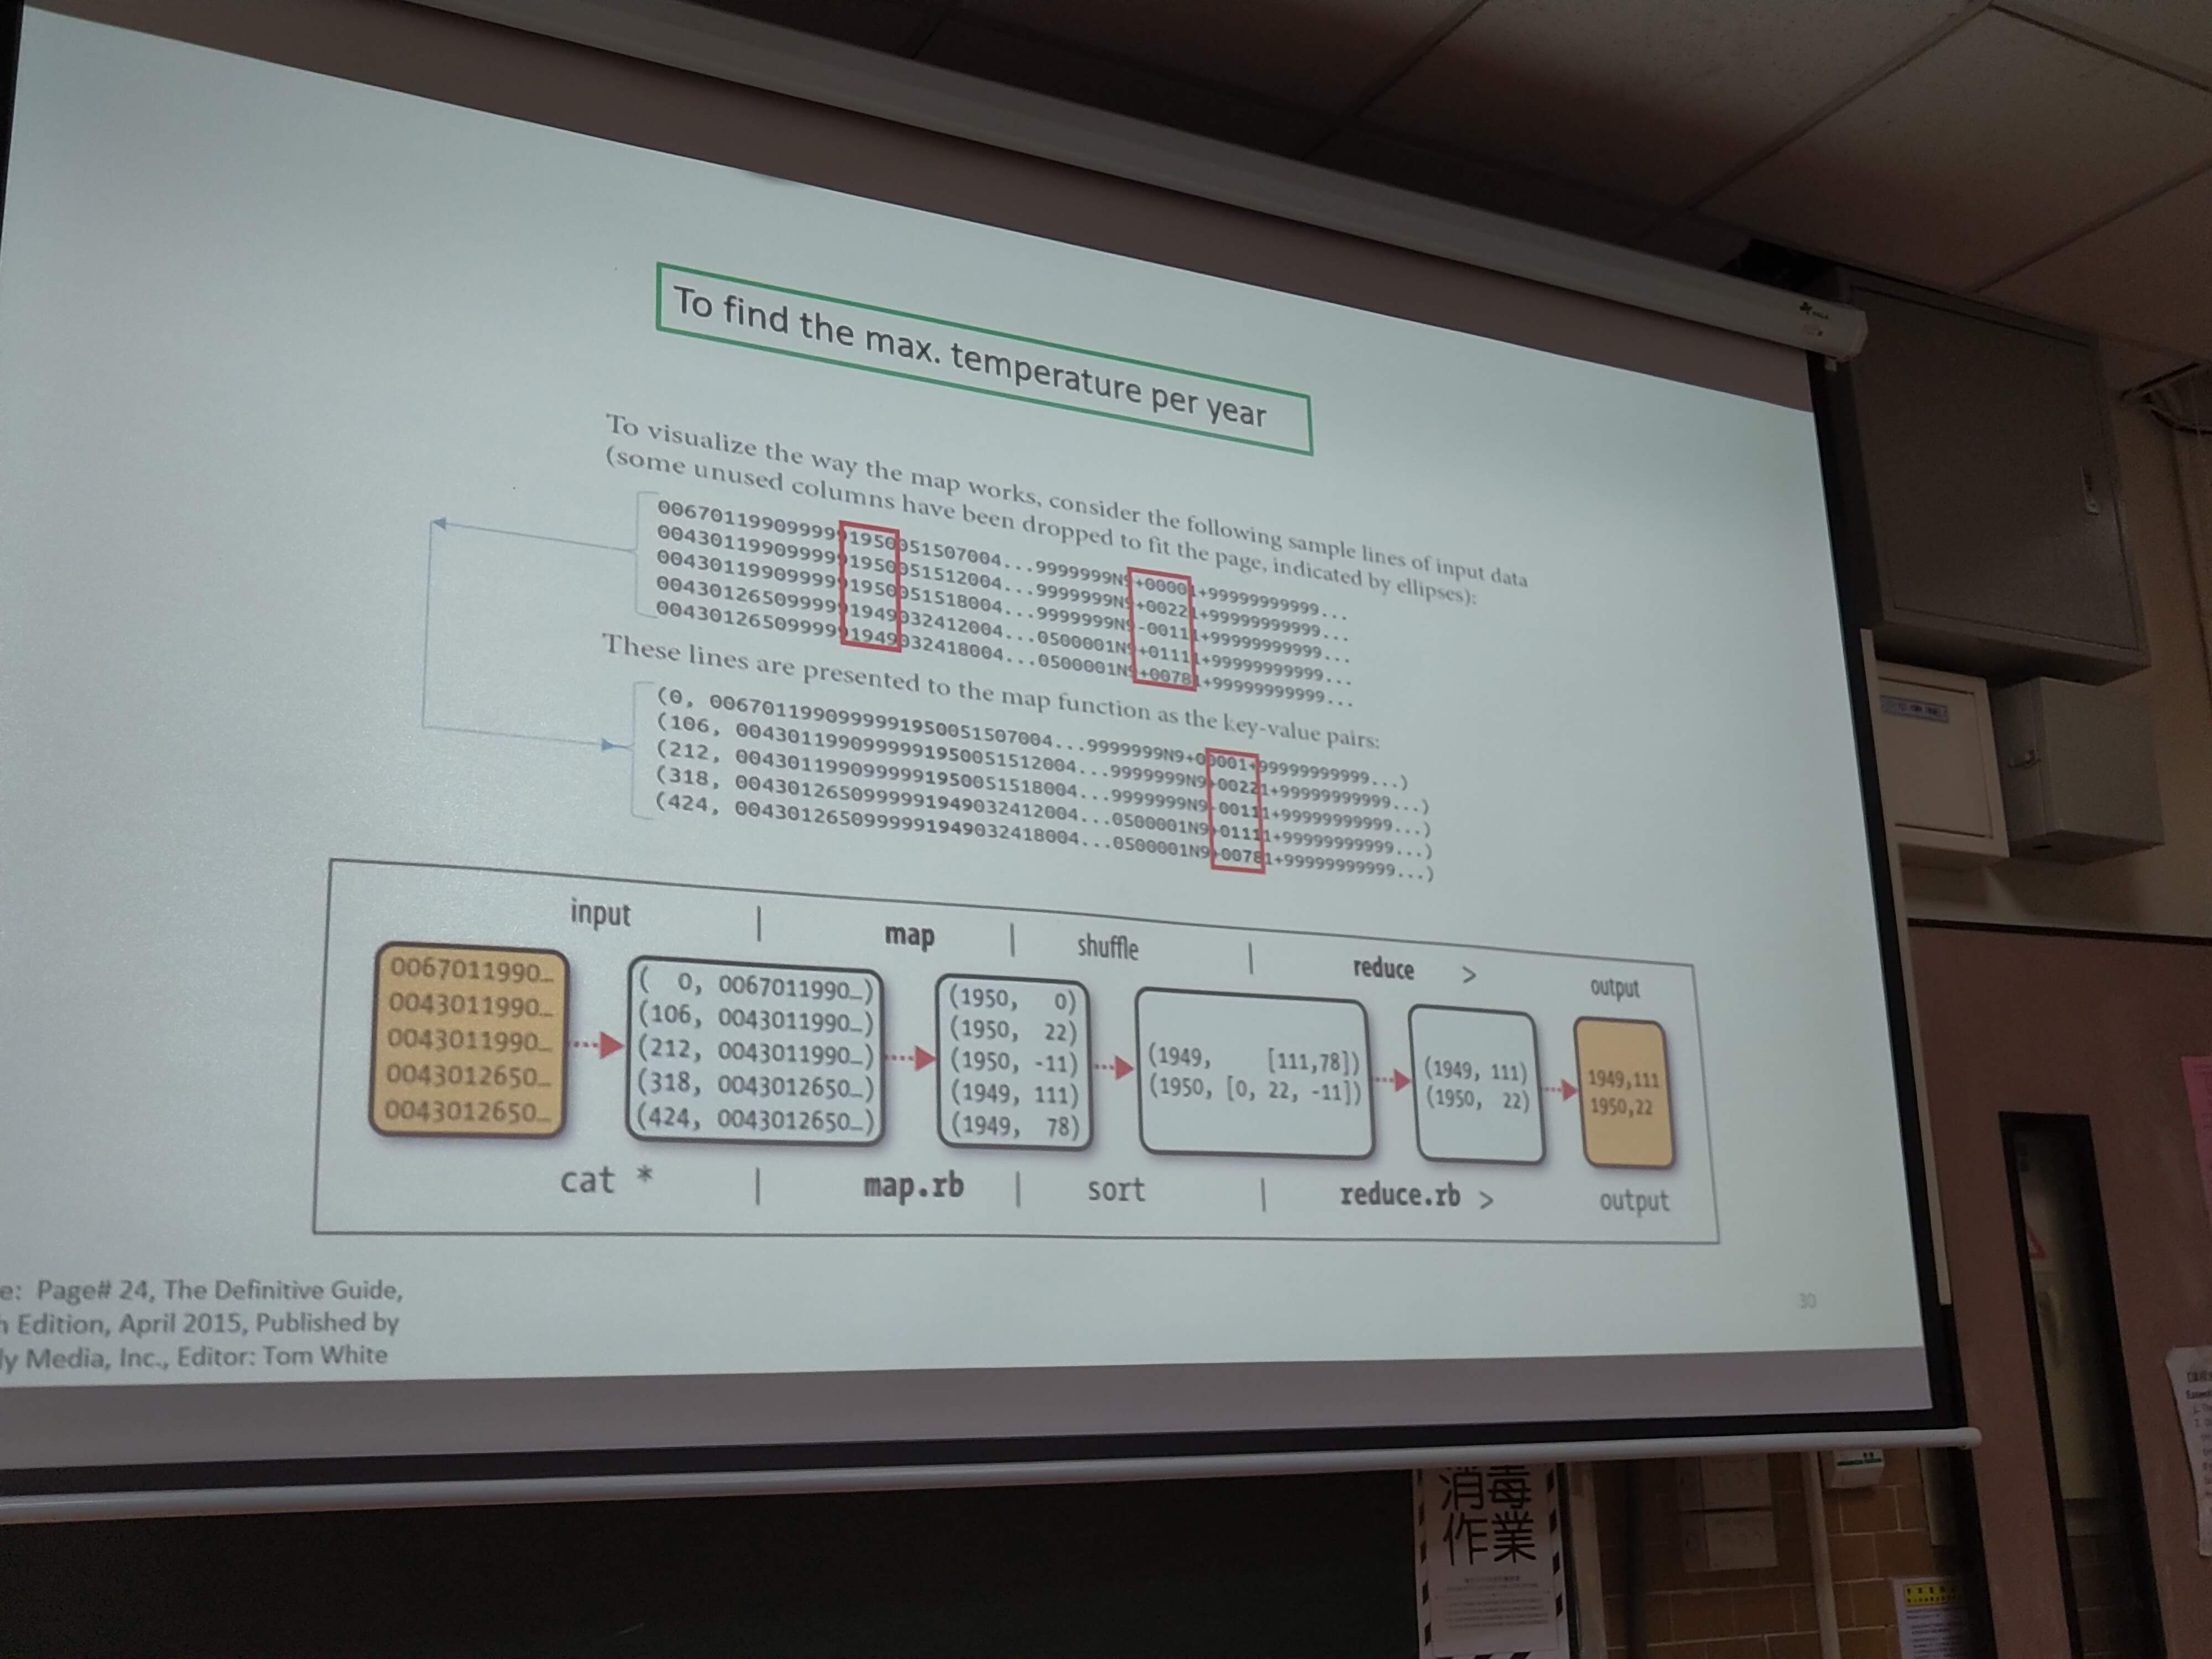 To find the max. temperature per year
To visualize the way the map works, consider the following sample lines of input data
(some unused columns have been dropped to fit the page, indicated by ellipses):
0067011990999991950051507004...9999999N9+00001+99999999999...
0043011990999991950051512004...9999999N9+00221+99999999999...
0043011990999991950051518004...9999999N9-00111+99999999999...
0043012650999991949032412004...0500001N9+01111+99999999999...
0043012650999991949032418004...0500001N9+00781+99999999999...
These lines are presented to the map function as the key-value pairs:
(0, 0067011990999991950051507004...9999999N9+00001+99999999999...)
(106, 0043011990999991950051512004...9999999N9+00221+99999999999...)
(212, 0043011990999991950051518004...9999999N9-00111+99999999999...)
(318, 0043012650999991949032412004...0500001N9+01111+99999999999...)
(424, 0043012650999991949032418004...0500001N9+00781+99999999999...)
input | map | shuffle | reduce > output
0067011990…
0043011990…
0043011990…
0043012650…
0043012650…
( 0, 0067011990…)
(106, 0043011990…)
(212, 0043011990…)
(318, 0043012650…)
(424, 0043012650…)
(1950, 0)
(1950, 22)
(1950, -11)
(1949, 111)
(1949, 78)
(1949, [111,78])
(1950, [0, 22, -11])
(1949, 111)
(1950, 22)
1949,111
1950,22
cat * | map.rb | sort | reduce.rb > output
e: Page# 24, The Definitive Guide,
h Edition, April 2015, Published by
ly Media, Inc., Editor: Tom White
30
消毒
作業